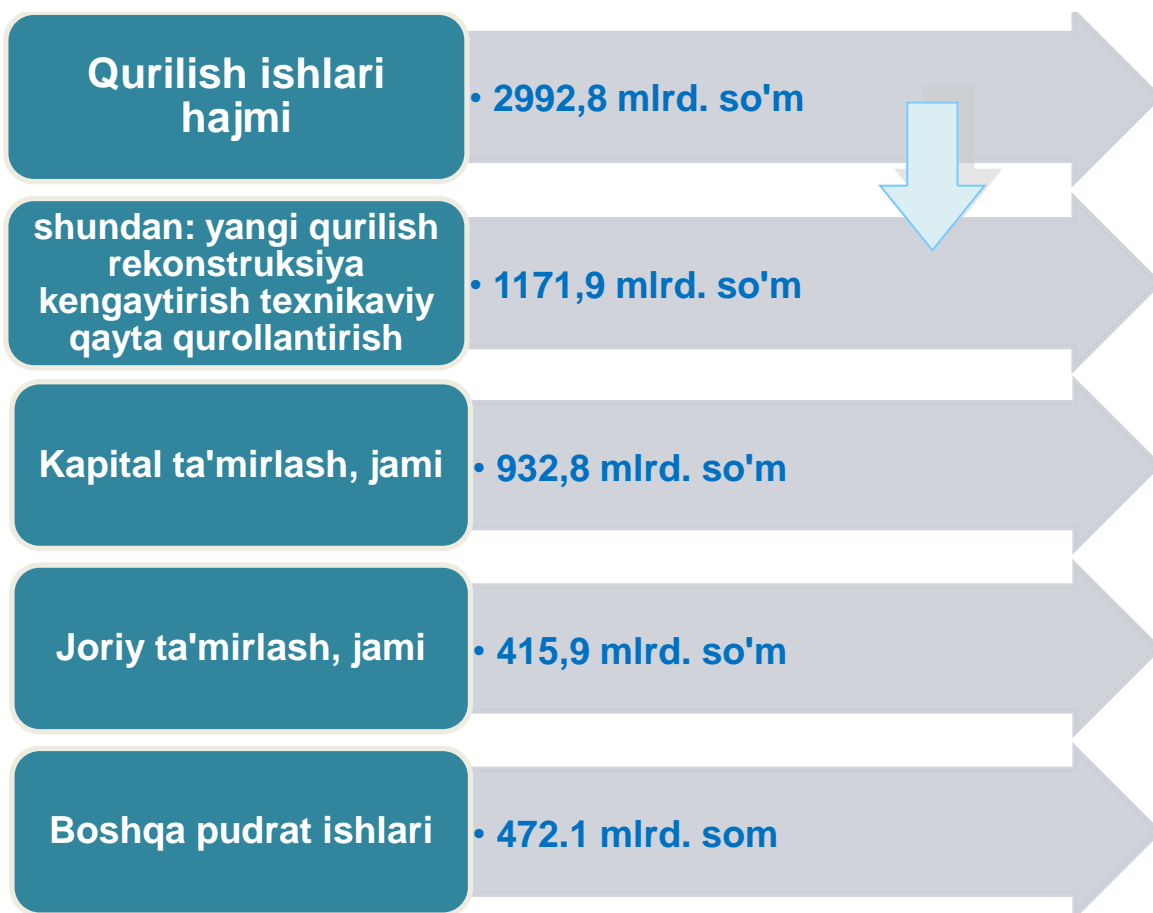 Qurilish ishlari
hajmi
• 2992,8 mlrd. so'm
shundan: yangi qurilish
rekonstruksiya
kengaytirish texnikaviy
qayta qurollantirish
• 1171,9 mlrd. so'm
Kapital ta'mirlash, jami
• 932,8 mlrd. so'm
Joriy ta'mirlash, jami
• 415,9 mlrd. so'm
Boshqa pudrat ishlari
• 472.1 mlrd. som